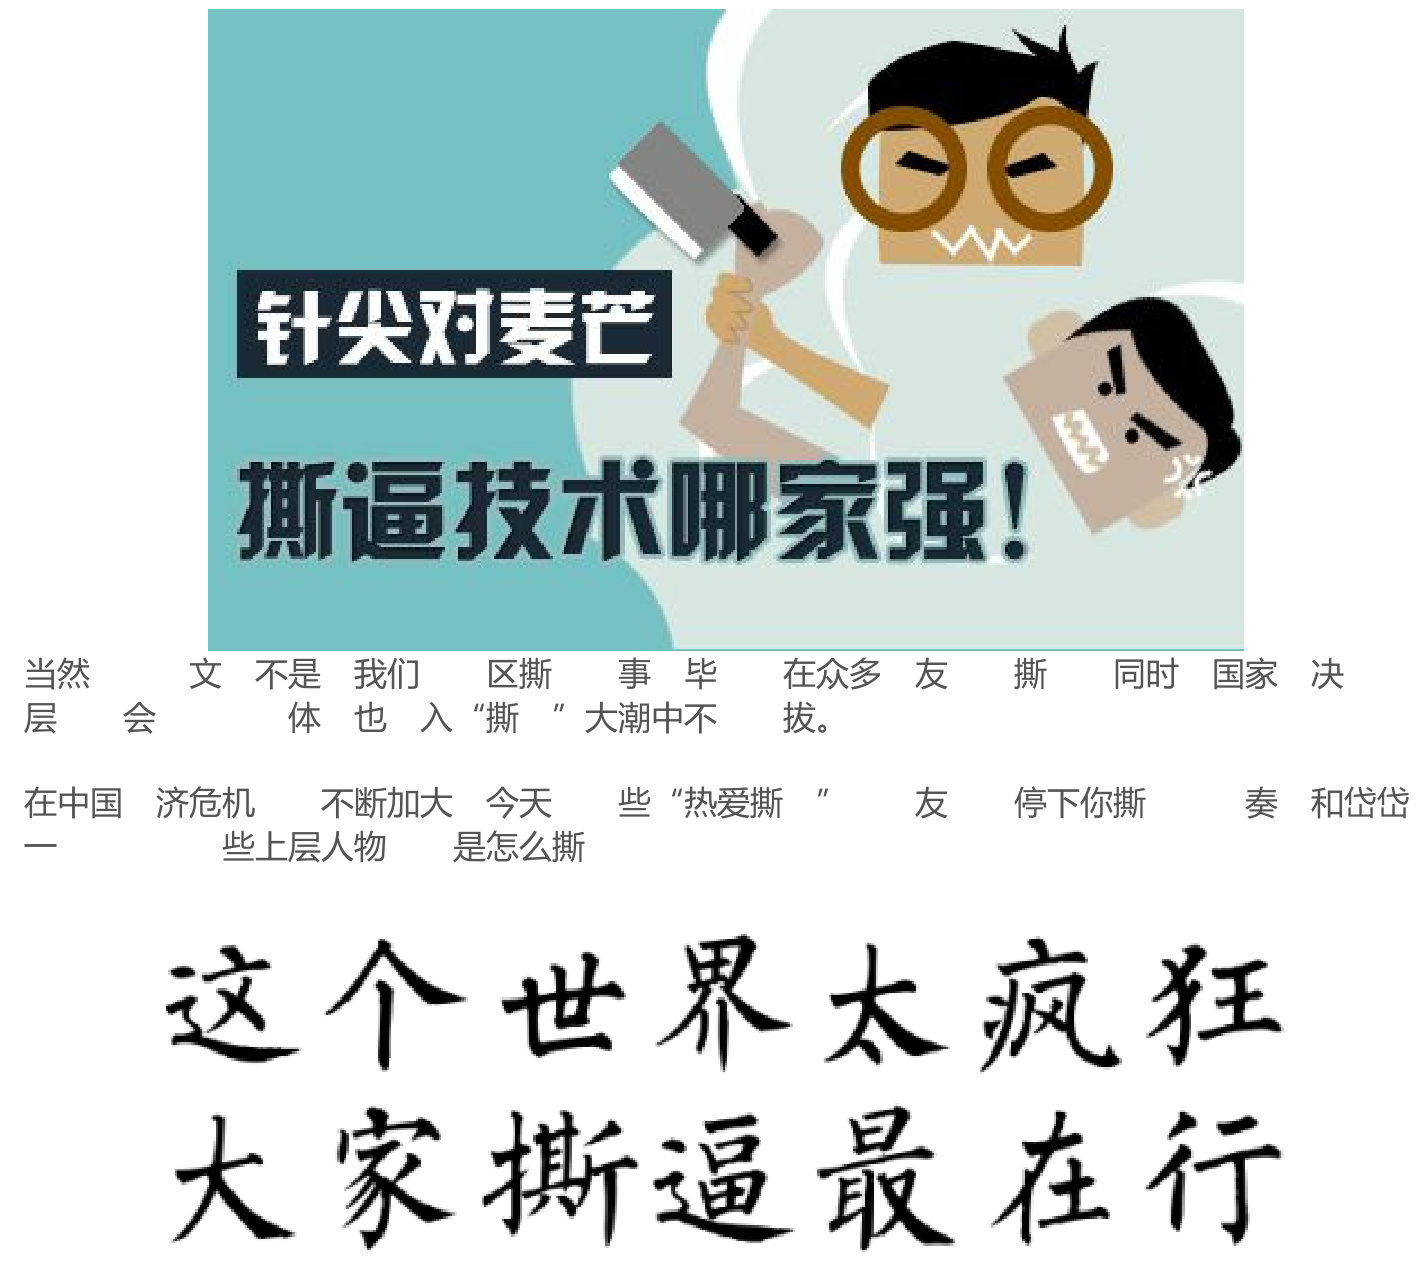 针尖对麦芒
撕逼技术哪家强!
当然 文 不是 我们 区撕 事 毕 在众多 友 撕 同时 国家 决
层 会 体 也 入“撕 ”大潮中不 拔。
在中国 济危机 不断加大 今天 些“热爱撕 ” 友 停下你撕 奏 和岱岱
一 些上层人物 是怎么撕
这个世界太疯狂
大家撕逼最在行